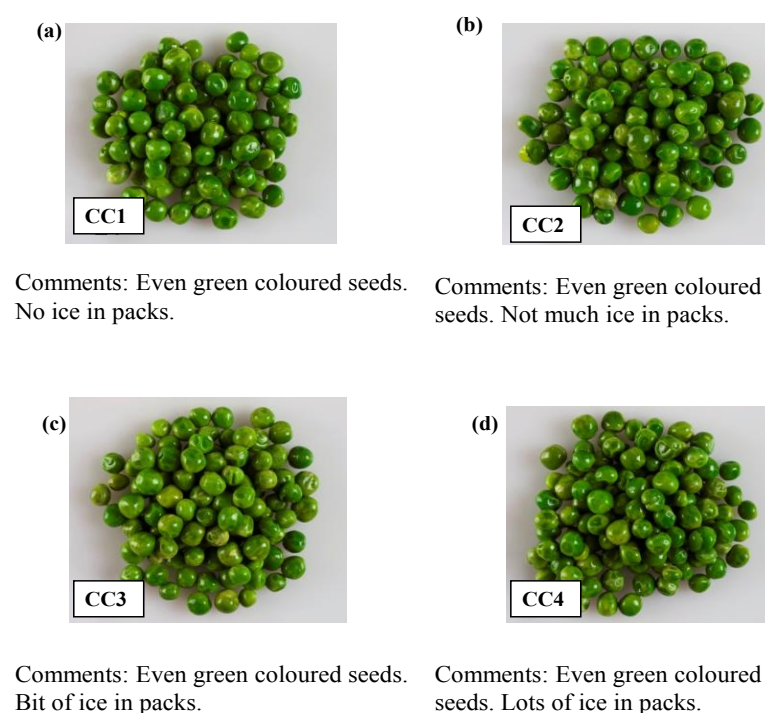 (a)
CC1
Comments: Even green coloured seeds.
No ice in packs.
(b)
CC2
Comments: Even green coloured
seeds. Not much ice in packs.
(c)
CC3
Comments: Even green coloured seeds.
Bit of ice in packs.
(d)
CC4
Comments: Even green coloured
seeds. Lots of ice in packs.